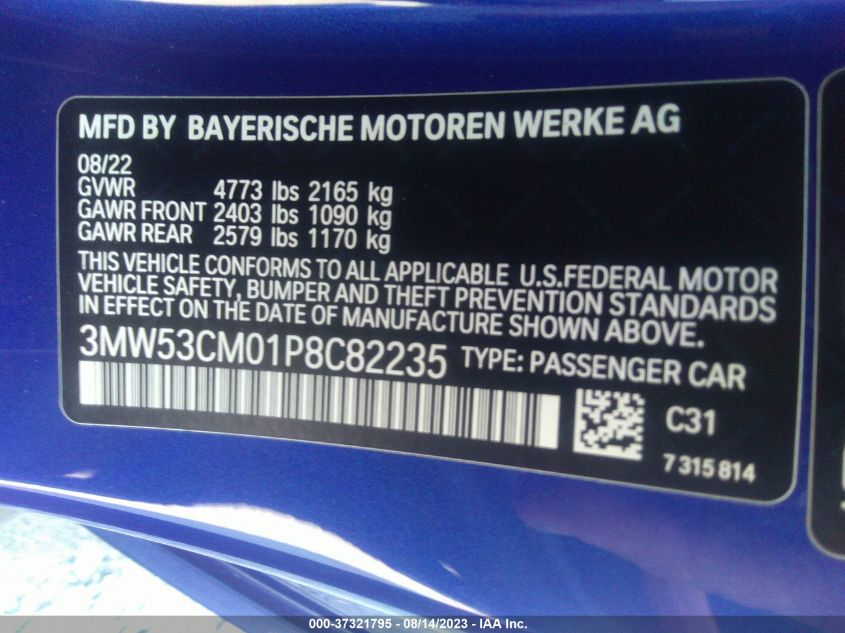 MFD BY BAYERISCHE MOTOREN WERKE AG
08/22
GVWR 4773 lbs 2165 kg
GAWR FRONT 2403 lbs 1090 kg
GAWR REAR 2579 lbs 1170 kg
THIS VEHICLE CONFORMS TO ALL APPLICABLE U.S.FEDERAL MOTOR
VEHICLE SAFETY, BUMPER AND THEFT PREVENTION STANDARDS
IN EFFECT ON THE DATE OF MANUFACTURE SHOWN ABOVE.
3MW53CM01P8C82235 TYPE: PASSENGER CAR
C31
7 315 814
000-37321795 - 08/14/2023 - IAA Inc.